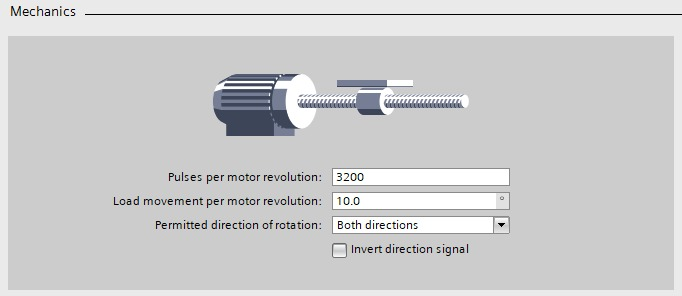 Mechanics
Pulses per motor revolution: 3200
Load movement per motor revolution: 10.0 °
Permitted direction of rotation: Both directions
Invert direction signal